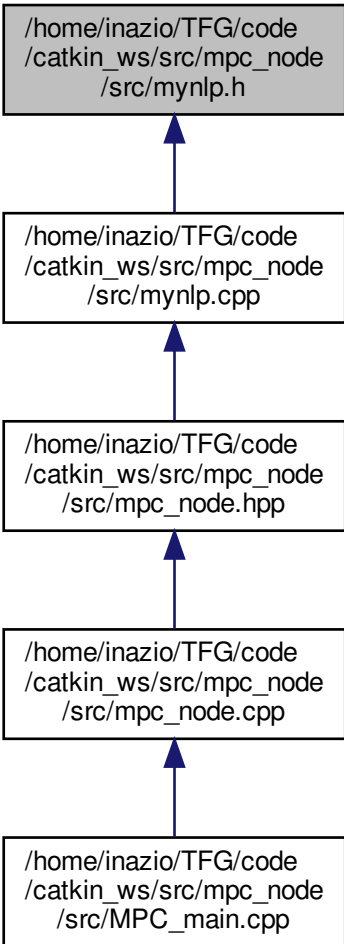 /home/inazio/TFG/code
/catkin_ws/src/mpc_node
/src/mynlp.h
/home/inazio/TFG/code
/catkin_ws/src/mpc_node
/src/mynlp.cpp
/home/inazio/TFG/code
/catkin_ws/src/mpc_node
/src/mpc_node.hpp
/home/inazio/TFG/code
/catkin_ws/src/mpc_node
/src/mpc_node.cpp
/home/inazio/TFG/code
/catkin_ws/src/mpc_node
/src/MPC_main.cpp